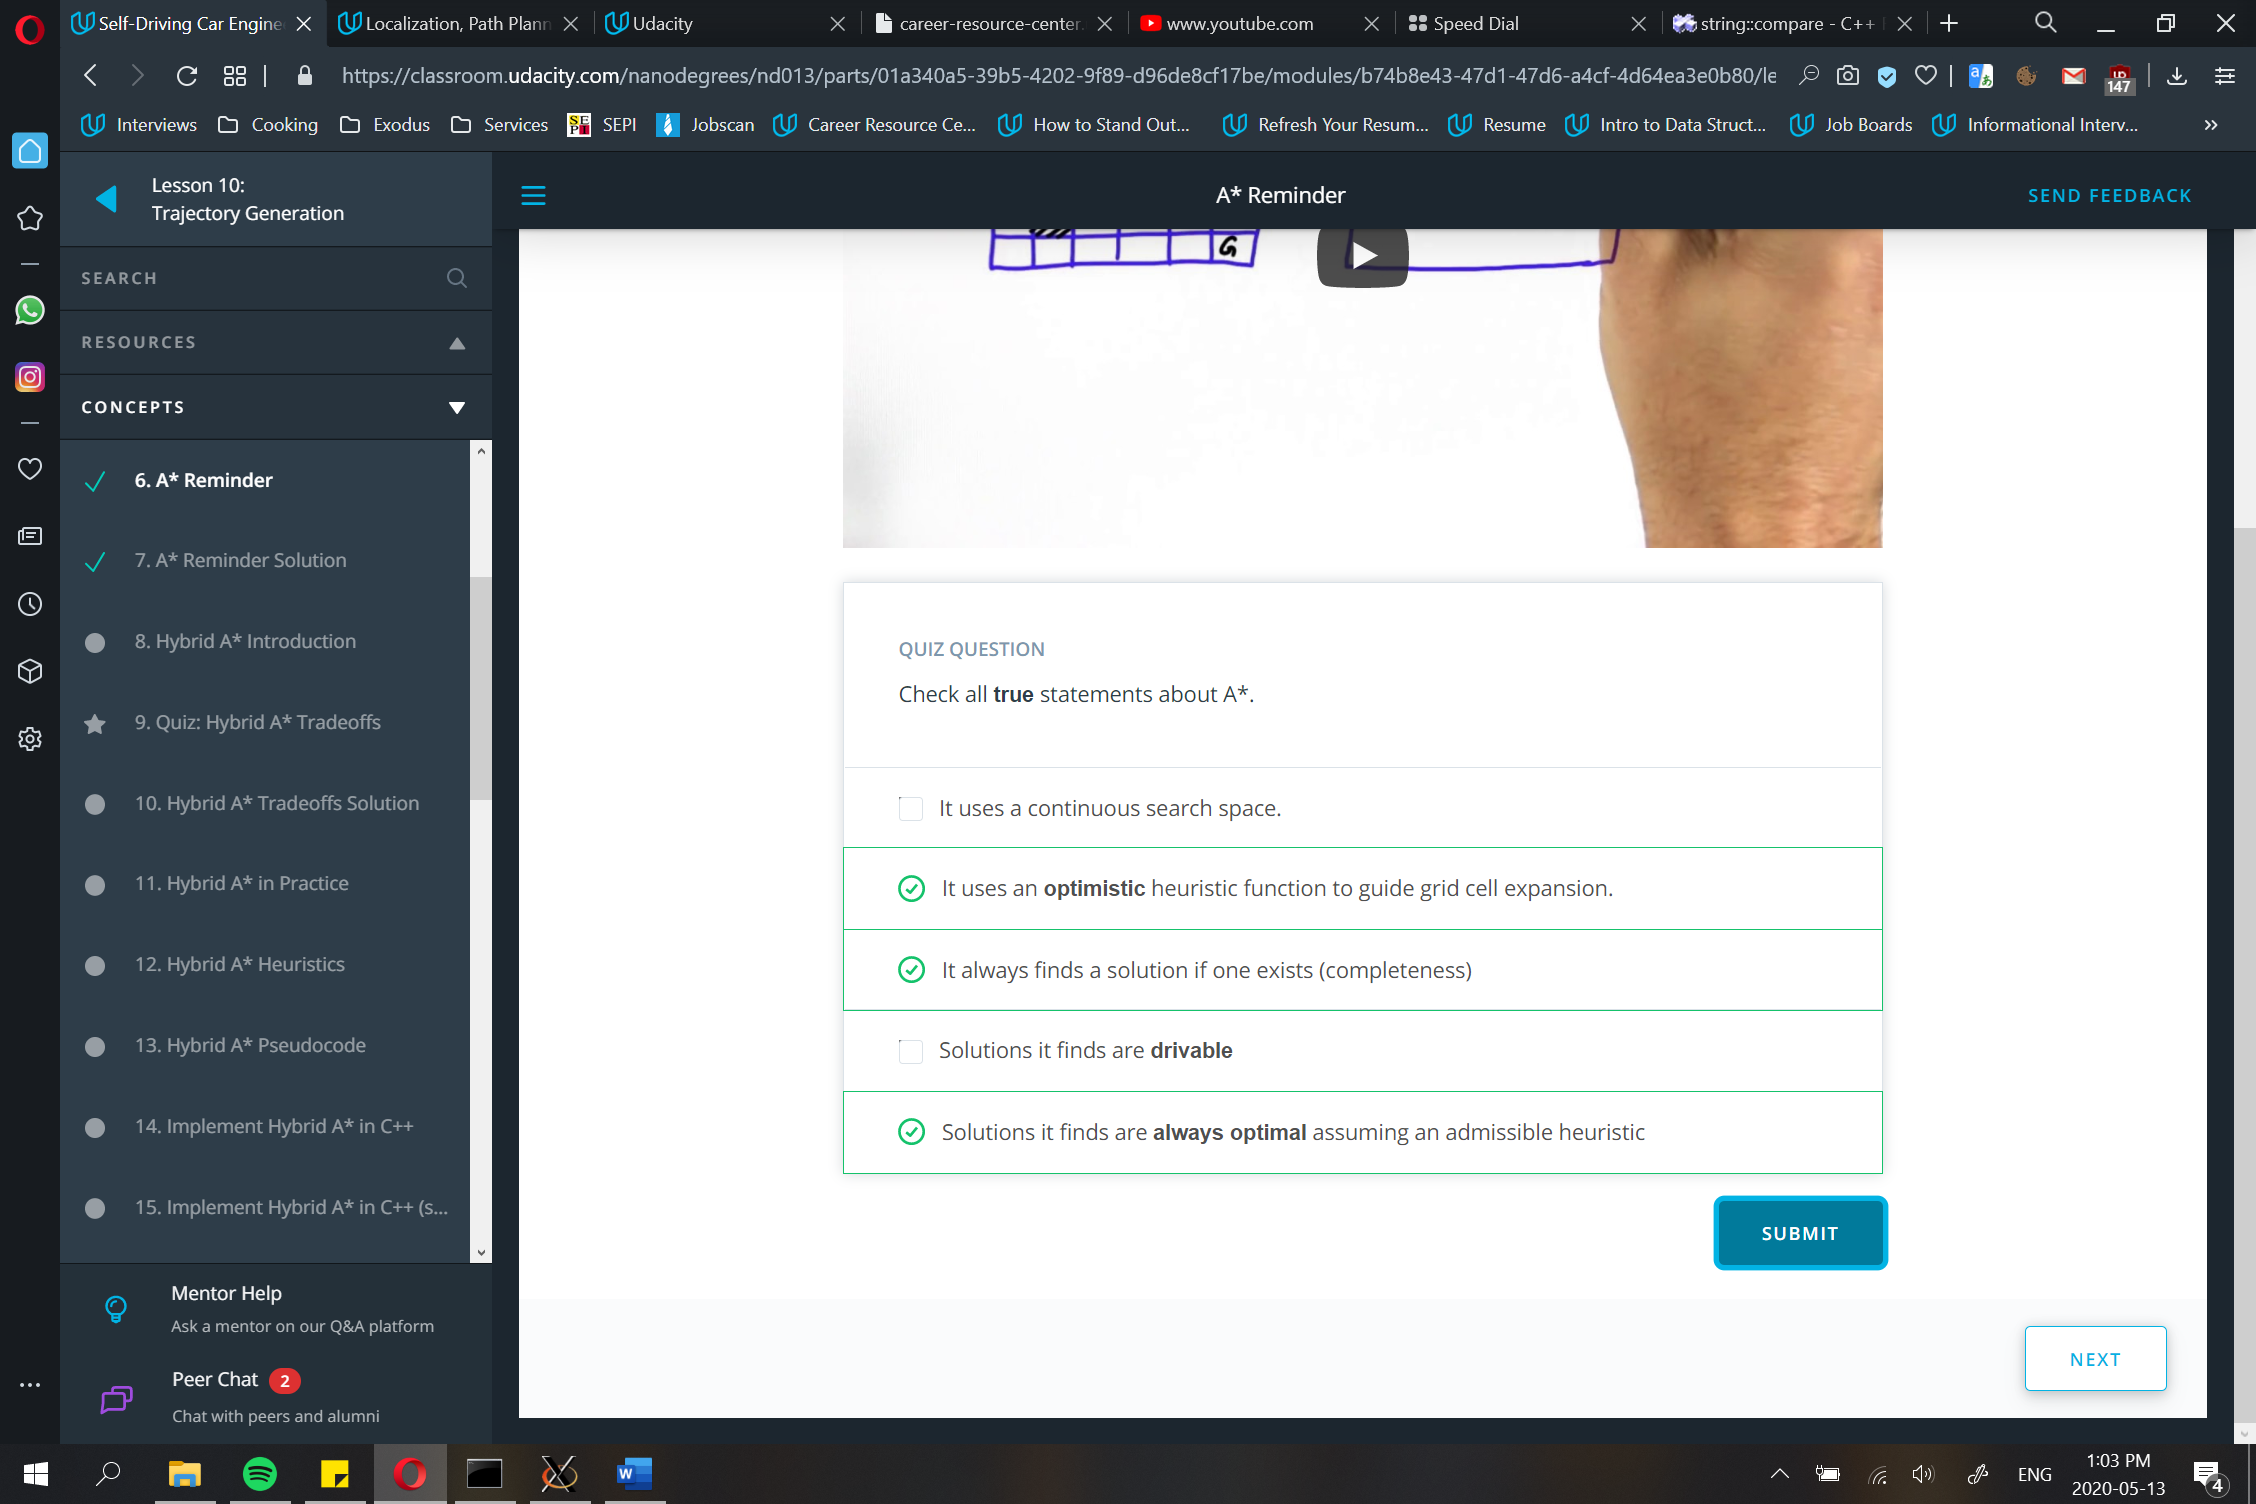 Self-Driving Car Engine
Localization, Path Plann
Udacity
career-resource-center.
www.youtube.com
Speed Dial
string::compare - C++
https://classroom.udacity.com/nanodegrees/nd013/parts/01a340a5-39b5-4202-9f89-d96de8cf17be/modules/b74b8e43-47d1-47d6-a4cf-4d64ea3e0b80/le
147
Interviews
Cooking
Exodus
Services
SEPI
Jobscan
Career Resource Ce...
How to Stand Out...
Refresh Your Resum...
Resume
Intro to Data Struct...
Job Boards
Informational Interv...
Lesson 10:
Trajectory Generation
A* Reminder
SEND FEEDBACK
SEARCH
RESOURCES
CONCEPTS
6. A* Reminder
7. A* Reminder Solution
8. Hybrid A* Introduction
9. Quiz: Hybrid A* Tradeoffs
10. Hybrid A* Tradeoffs Solution
11. Hybrid A* in Practice
12. Hybrid A* Heuristics
13. Hybrid A* Pseudocode
14. Implement Hybrid A* in C++
15. Implement Hybrid A* in C++ (s...
Mentor Help
Ask a mentor on our Q&A platform
Peer Chat 2
Chat with peers and alumni
G
QUIZ QUESTION
Check all true statements about A*.
It uses a continuous search space.
It uses an optimistic heuristic function to guide grid cell expansion.
It always finds a solution if one exists (completeness)
Solutions it finds are drivable
Solutions it finds are always optimal assuming an admissible heuristic
SUBMIT
NEXT
ENG
1:03 PM
2020-05-13
4